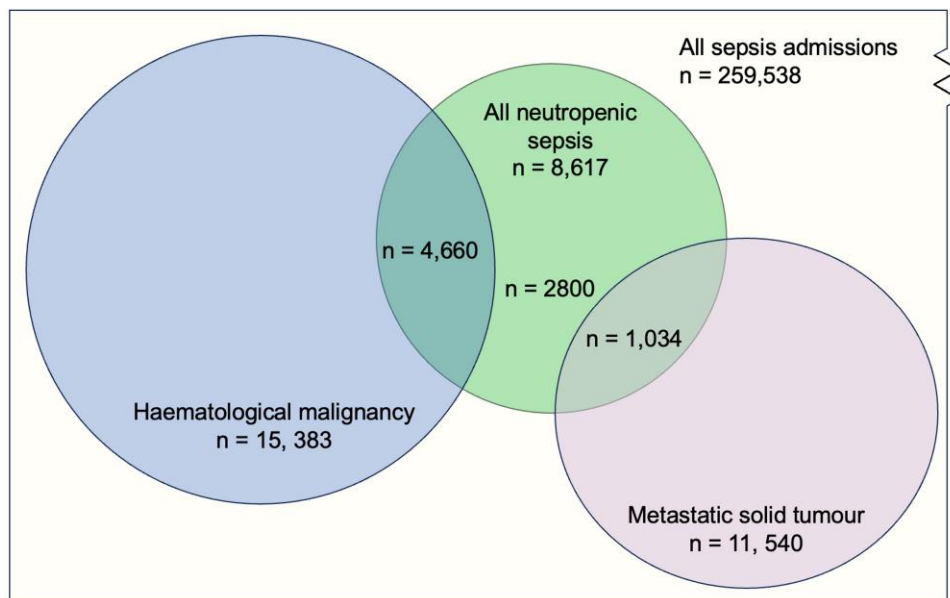 All sepsis admissions
n = 259,538
All neutropenic
sepsis
n = 8,617
n = 4,660
n = 2800
n = 1,034
Haematological malignancy
n = 15, 383
Metastatic solid tumour
n = 11, 540